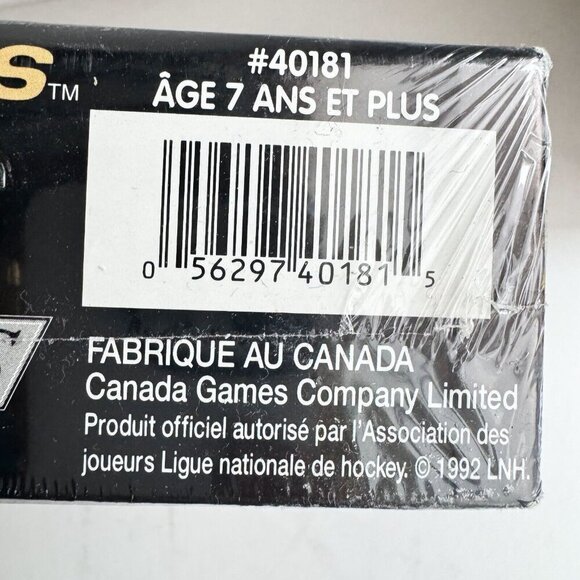 S™
#40181
ÂGE 7 ANS ET PLUS
0 56297 40181 5
FABRIQUÉ AU CANADA
Canada Games Company Limited
Produit officiel autorisé par l'Association des
joueurs Ligue nationale de hockey. © 1992 LNH.